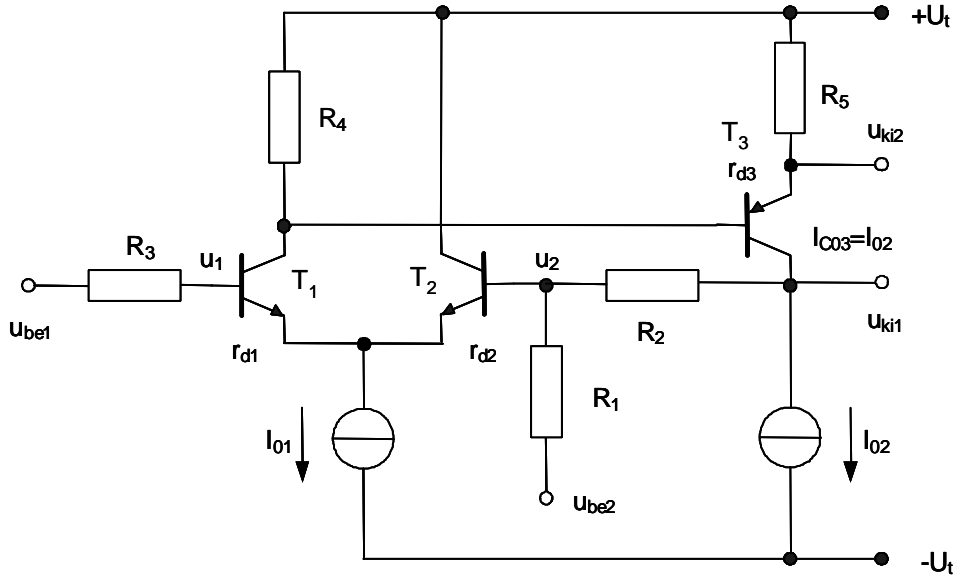 +Ut
R4
R5
T3
uki2
rd3
R3
u1
T1
T2
u2
IC03=I02
ube1
R2
uki1
rd1
rd2
R1
I01
I02
ube2
-Ut